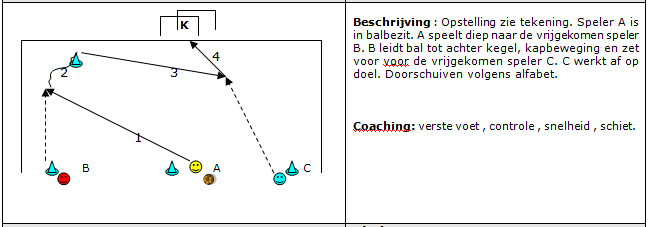 K
4
2
3
1
B
A
C
Beschrijving : Opstelling zie tekening. Speler A is
in balbezit. A speelt diep naar de vrijgekomen speler
B. B leidt bal tot achter kegel, kapbeweging en zet
voor voor de vrijgekomen speler C. C werkt af op
doel. Doorschuiven volgens alfabet.
Coaching: verste voet , controle , snelheid , schiet.